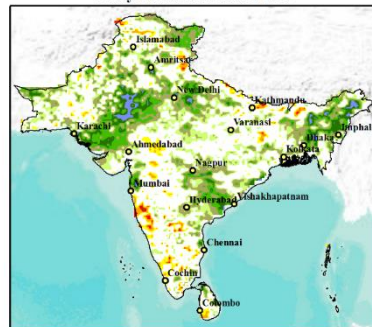 Islamabad
Amritsar
New Delhi
Kathmandu
Karachi
Varanasi
Dhaka
Imphal
Ahmedabad
Kolkata
Nagpur
Mumbai
Hyderabad
Vishakhapatnam
Chennai
Cochin
Colombo